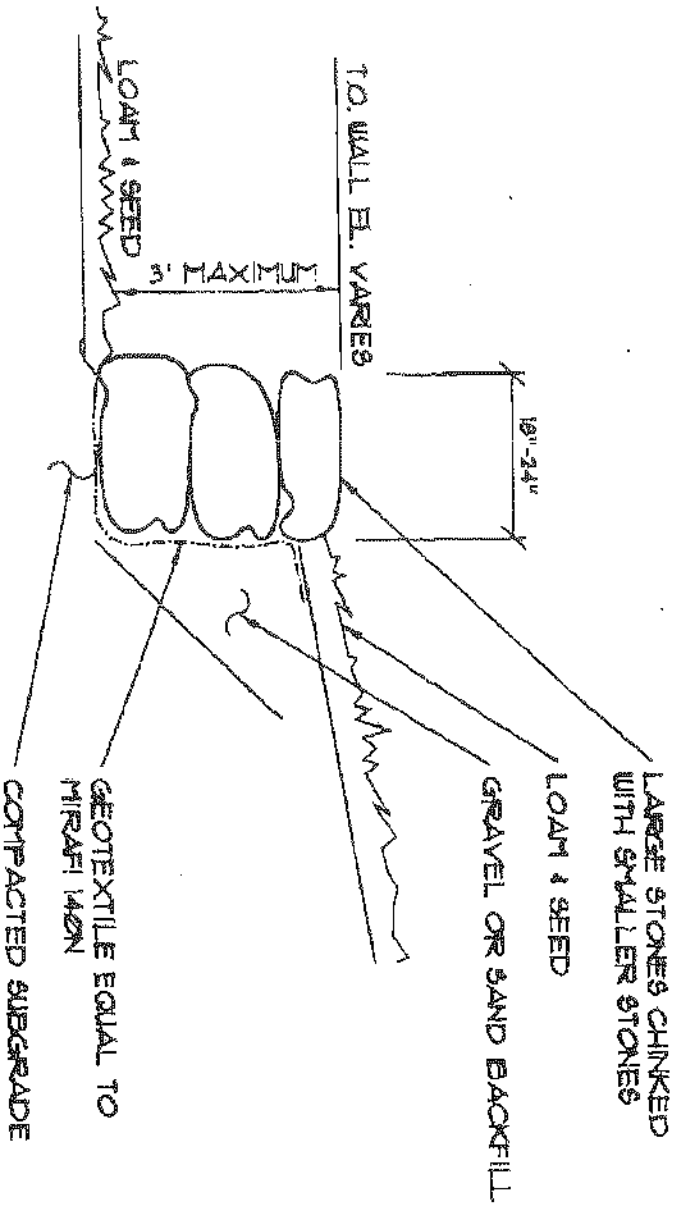 18"-24"
T.O. WALL EL. VARIES
3' MAXIMUM
LOAM & SEED
LARGE STONES CHINKED
WITH SMALLER STONES
LOAM & SEED
GRAVEL OR SAND BACKFILL
GEOTEXTILE EQUAL TO
MIRAFI 140N
COMPACTED SUBGRADE